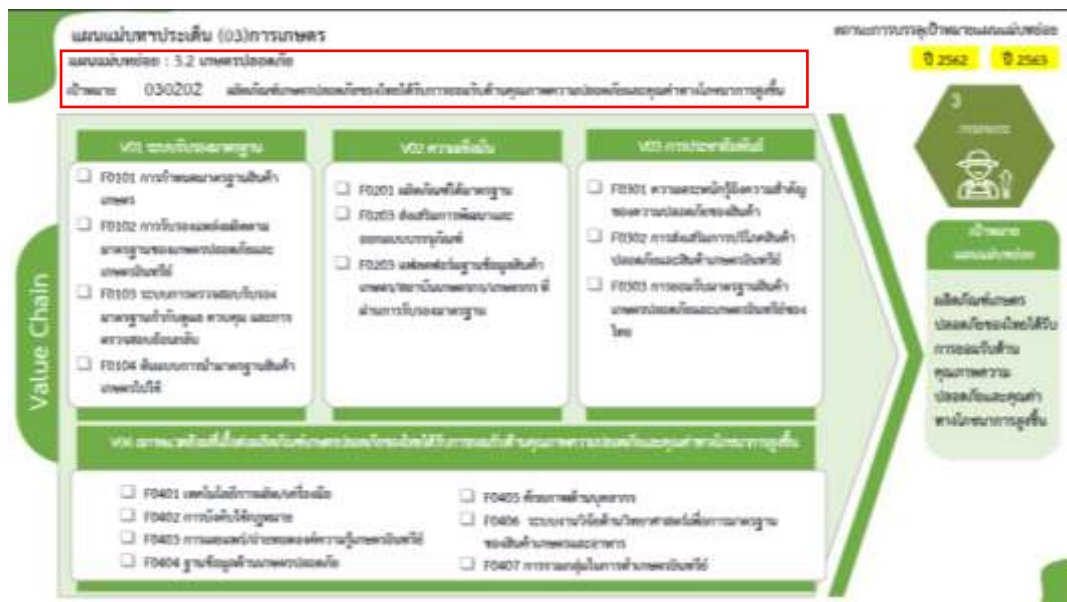 แผนแม่บทฯประเด็น (03)การเกษตร
สถานะการบรรลุเป้าหมายแผนแม่บทย่อย
แผนแม่บทย่อย : 3.2 เกษตรปลอดภัย
ปี 2562 ปี 2563
เป้าหมาย 030202 ผลิตภัณฑ์เกษตรปลอดภัยของไทยได้รับการยอมรับด้านคุณภาพความปลอดภัยและคุณค่าทางโภชนาการสูงขึ้น
Value Chain
V01 ระบบรับรองมาตรฐาน
F0101 การกำหนดมาตรฐานสินค้า
เกษตร
F0102 การรับรองแหล่งผลิตตาม
มาตรฐานของเกษตรปลอดภัยและ
เกษตรอินทรีย์
F0103 ระบบการตรวจสอบรับรอง
มาตรฐานกำกับดูแล ควบคุม และการ
ตรวจสอบย้อนกลับ
F0104 ต้นแบบการนำมาตรฐานสินค้า
เกษตรไปใช้
V02 ความเชื่อมั่น
F0201 ผลิตภัณฑ์ได้มาตรฐาน
F0203 ส่งเสริมการพัฒนาและ
ออกแบบบรรจุภัณฑ์
F0203 แพลตฟอร์มฐานข้อมูลสินค้า
เกษตร/สถาบันเกษตรกร/เกษตรกร ที่
ผ่านการรับรองมาตรฐาน
V03 การประชาสัมพันธ์
F0301 ความตระหนักรู้ถึงความสำคัญ
ของความปลอดภัยของสินค้า
F0302 การส่งเสริมการบริโภคสินค้า
ปลอดภัยและสินค้าเกษตรอินทรีย์
F0303 การยอมรับมาตรฐานสินค้า
เกษตรปลอดภัยและเกษตรอินทรีย์ของ
ไทย
V04 สภาพแวดล้อมที่เอื้อต่อผลิตภัณฑ์เกษตรปลอดภัยของไทยได้รับการยอมรับด้านคุณภาพความปลอดภัยและคุณค่าทางโภชนาการสูงขึ้น
F0401 เทคโนโลยีการผลิต/เครื่องมือ
F0402 การบังคับใช้กฎหมาย
F0403 การเผยแพร่/ถ่ายทอดองค์ความรู้เกษตรอินทรีย์
F0404 ฐานข้อมูลด้านเกษตรปลอดภัย
F0405 ศักยภาพด้านบุคลากร
F0406 ระบบงานวิจัยด้านวิทยาศาสตร์เพื่อการมาตรฐาน
ของสินค้าเกษตรและอาหาร
F0407 การรวมกลุ่มในการทำเกษตรอินทรีย์
3
การเกษตร
เป้าหมาย
แผนแม่บทย่อย
ผลิตภัณฑ์เกษตร
ปลอดภัยของไทยได้รับ
การยอมรับด้าน
คุณภาพความ
ปลอดภัยและคุณค่า
ทางโภชนาการสูงขึ้น